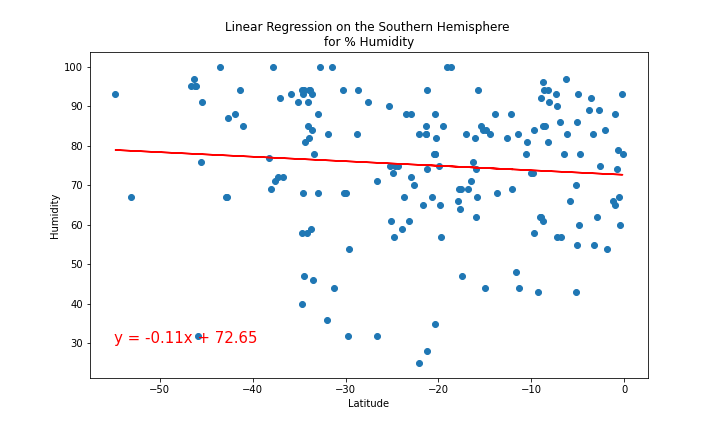 Linear Regression on the Southern Hemisphere
for % Humidity
100
90
80
70
60
50
40
30
Humidity
y = -0.11x + 72.65
−50
−40
−30
−20
−10
0
Latitude